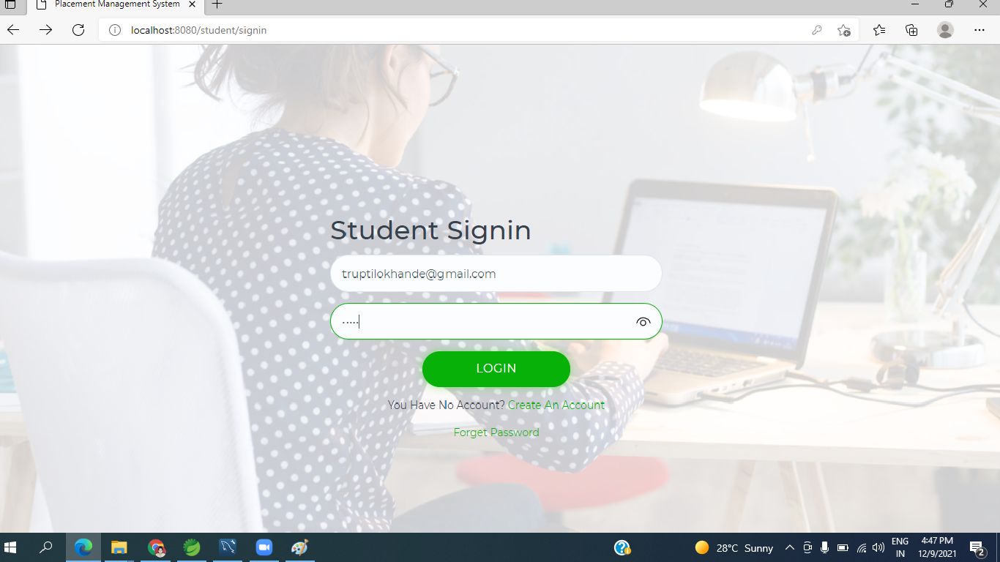 Placement Management System
localhost:8080/student/signin
Student Signin
truptilokhande@gmail.com
.....
LOGIN
You Have No Account? Create An Account
Forget Password
28°C Sunny
ENG
IN
4:47 PM
12/9/2021
2